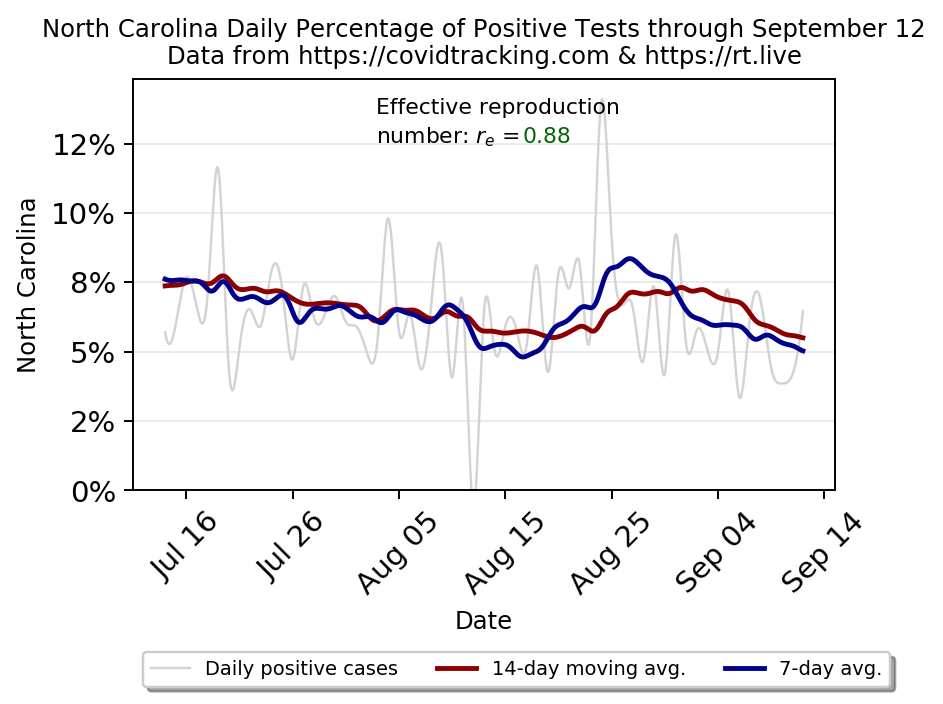 North Carolina Daily Percentage of Positive Tests through September 12
Data from https://covidtracking.com & https://rt.live
Effective reproduction
number: r_e = 0.88
12%
10%
8%
5%
2%
0%
North Carolina
Jul 16
Jul 26
Aug 05
Aug 15
Aug 25
Sep 04
Sep 14
Date
Daily positive cases
14-day moving avg.
7-day avg.